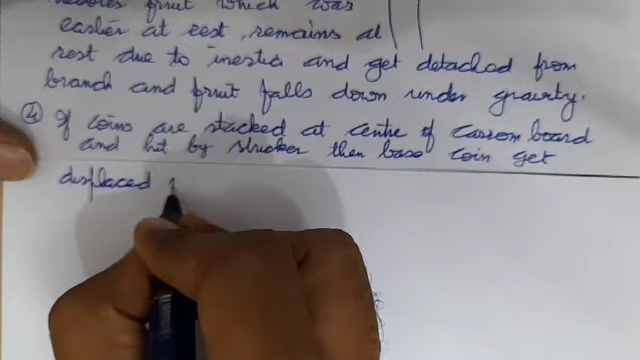 fruit which was
earlier at rest, remains at
rest due to inertia and get detached from
branch and fruit falls down under gravity.
④ If coins are stacked at centre of Carrom board
and hit by strucker then base coin get
displaced